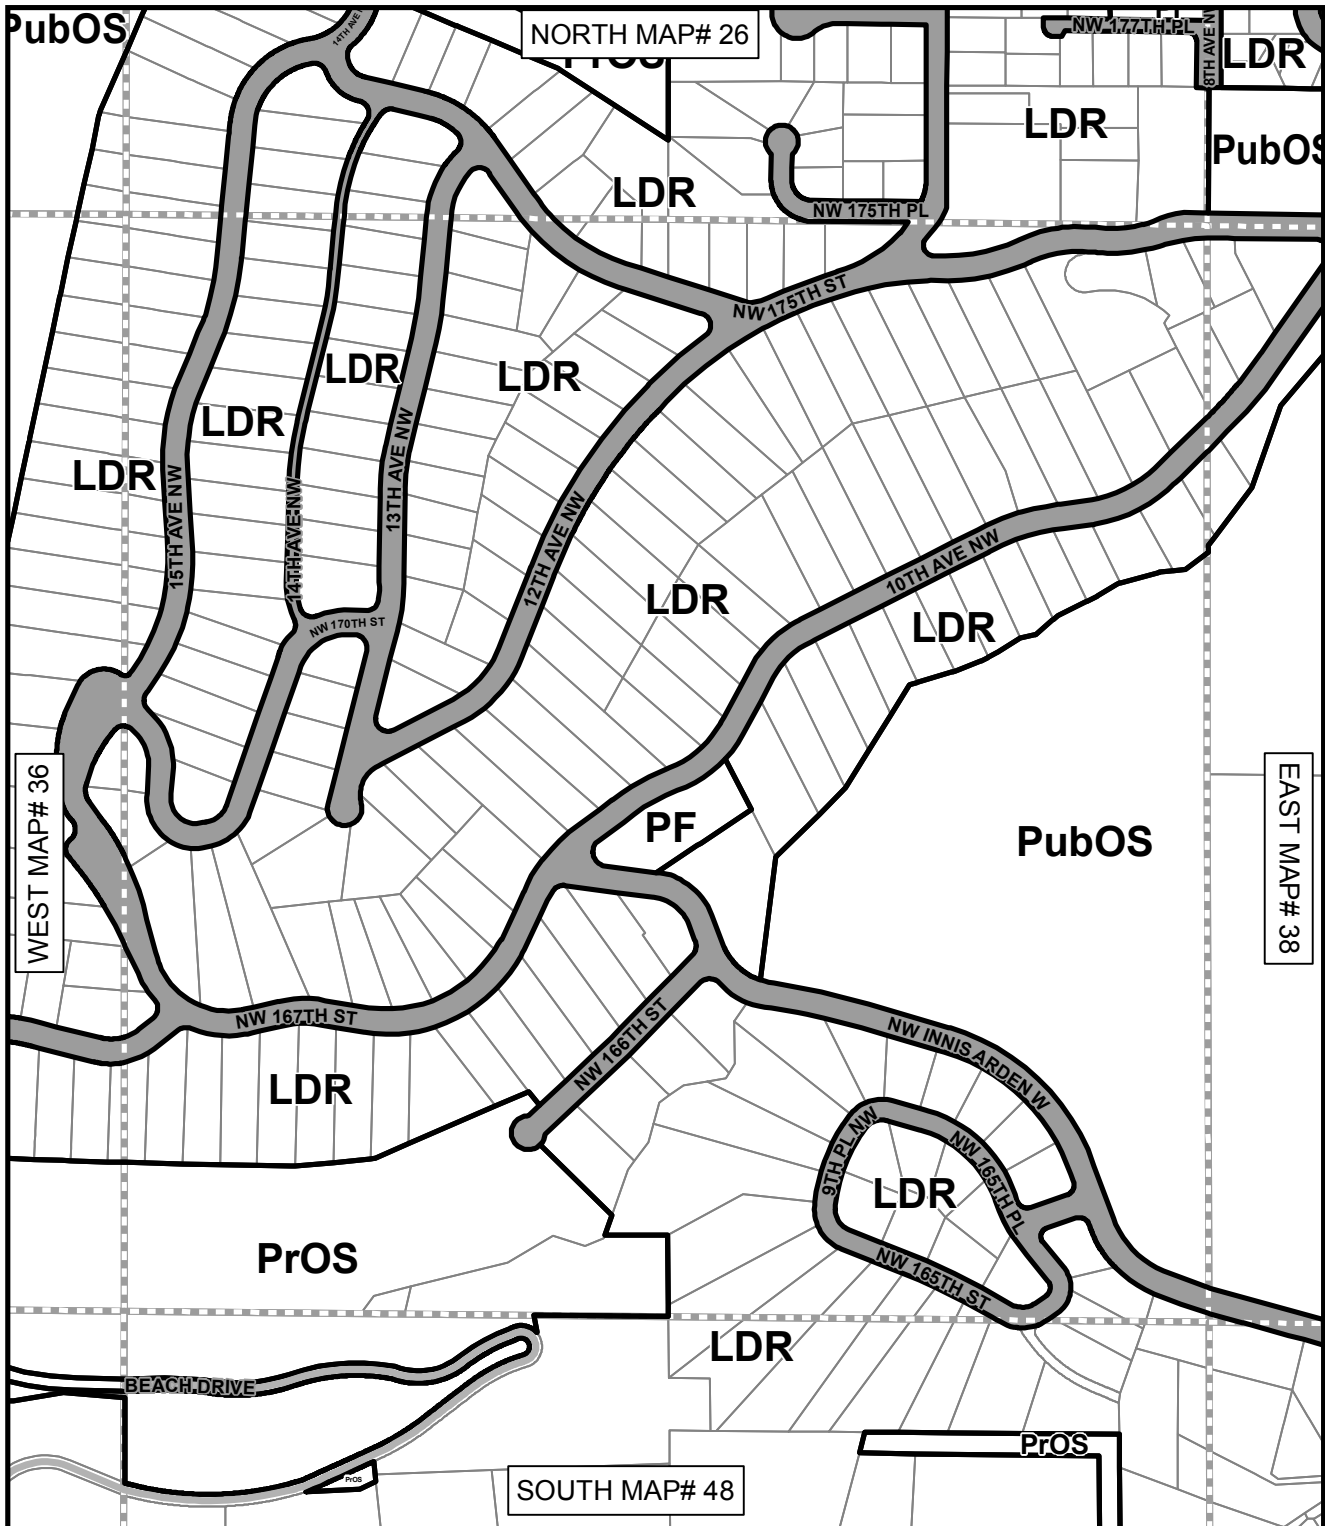 PubOS
14TH AVE
NORTH MAP# 26
PrOS
NW 177TH PL
8TH AVE NW
LDR
LDR
PubOS
LDR
NW 175TH PL
NW 175TH ST
LDR
LDR
LDR
LDR
15TH AVE NW
14TH AVE NW
13TH AVE NW
12TH AVE NW
10TH AVE NW
LDR
LDR
NW 170TH ST
WEST MAP# 36
EAST MAP# 38
PF
PubOS
NW 167TH ST
NW 166TH ST
NW INNIS ARDEN W
LDR
9TH PL NW
NW 165TH PL
LDR
NW 165TH ST
PrOS
LDR
BEACH DRIVE
PrOS
PrOS
SOUTH MAP# 48